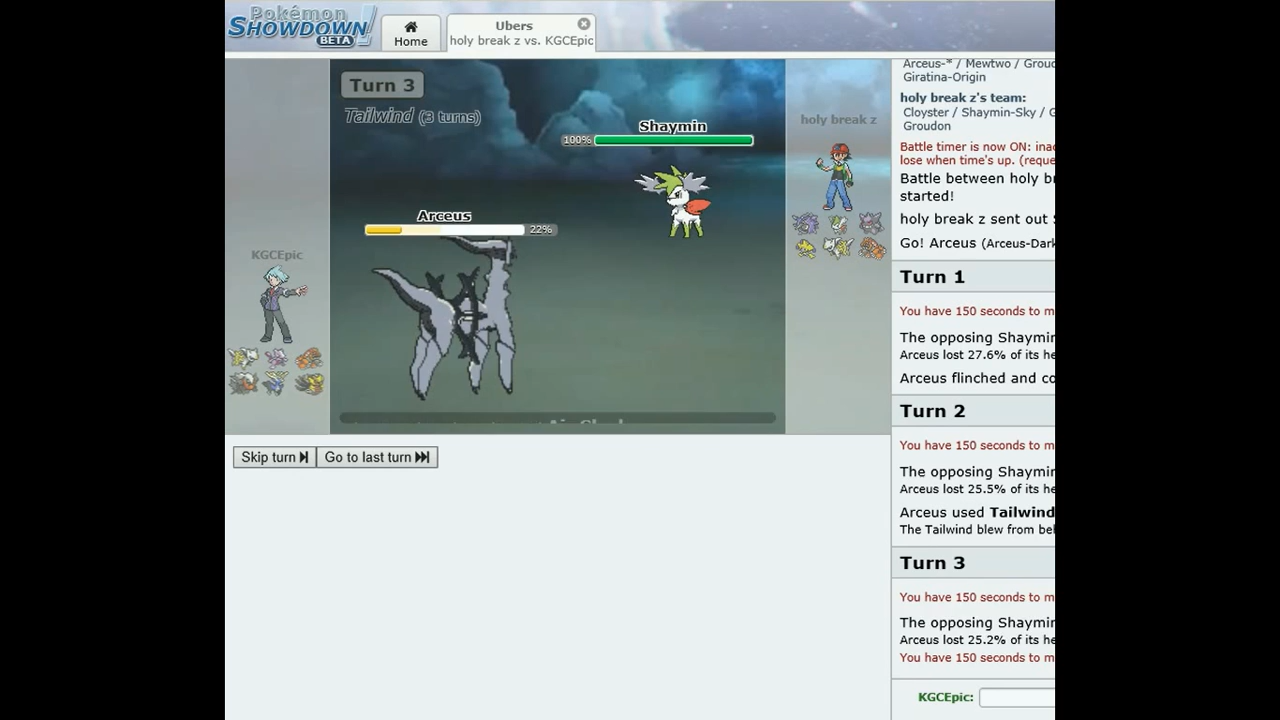 Pokémon
SHOWDOWN!
BETA
Home
Ubers
holy break z vs. KGCEpic
Turn 3
Tailwind (3 turns)
Shaymin
100%
Arceus
22%
KGCEpic
holy break z
Skip turn
Go to last turn
Arceus-* / Mewtwo / Grou
Giratina-Origin
holy break z's team:
Cloyster / Shaymin-Sky / G
Groudon
Battle timer is now ON: ina
lose when time's up. (reque
Battle between holy b
started!
holy break z sent out
Go! Arceus (Arceus-Dark
Turn 1
You have 150 seconds to m
The opposing Shaymin
Arceus lost 27.6% of its he
Arceus flinched and co
Turn 2
You have 150 seconds to m
The opposing Shaymin
Arceus lost 25.5% of its he
Arceus used Tailwind
The Tailwind blew from be
Turn 3
You have 150 seconds to m
The opposing Shaymin
Arceus lost 25.2% of its he
You have 150 seconds to m
KGCEpic: